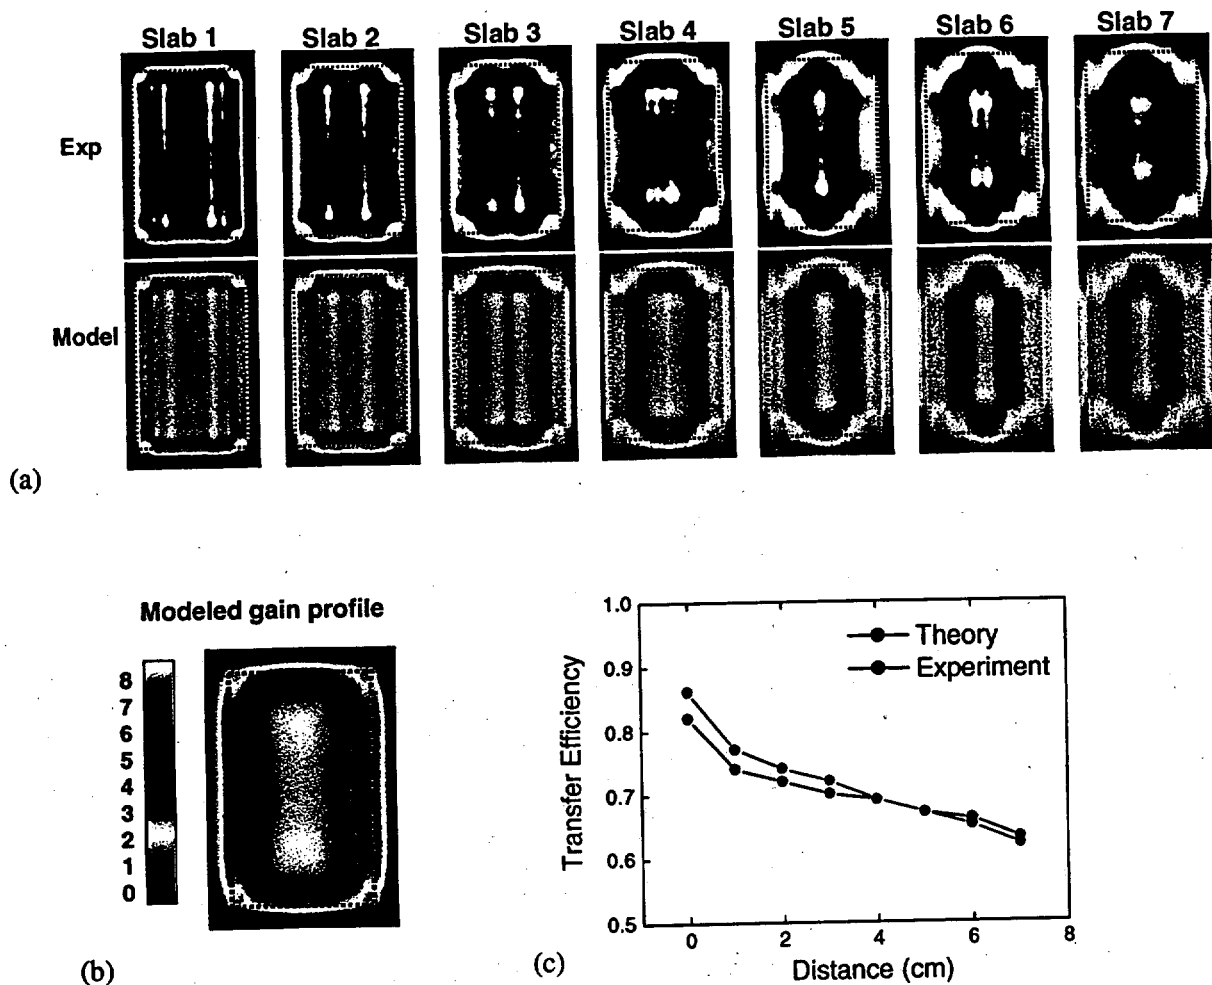 (a)
Slab 1 Slab 2 Slab 3 Slab 4 Slab 5 Slab 6 Slab 7
Exp
Model
Modeled gain profile
8
7
6
5
4
3
2
1
0
(b)
1.0
0.9
0.8
0.7
0.6
0.5
Transfer Efficiency
Theory
Experiment
0 2 4 6 8
Distance (cm)
(c)